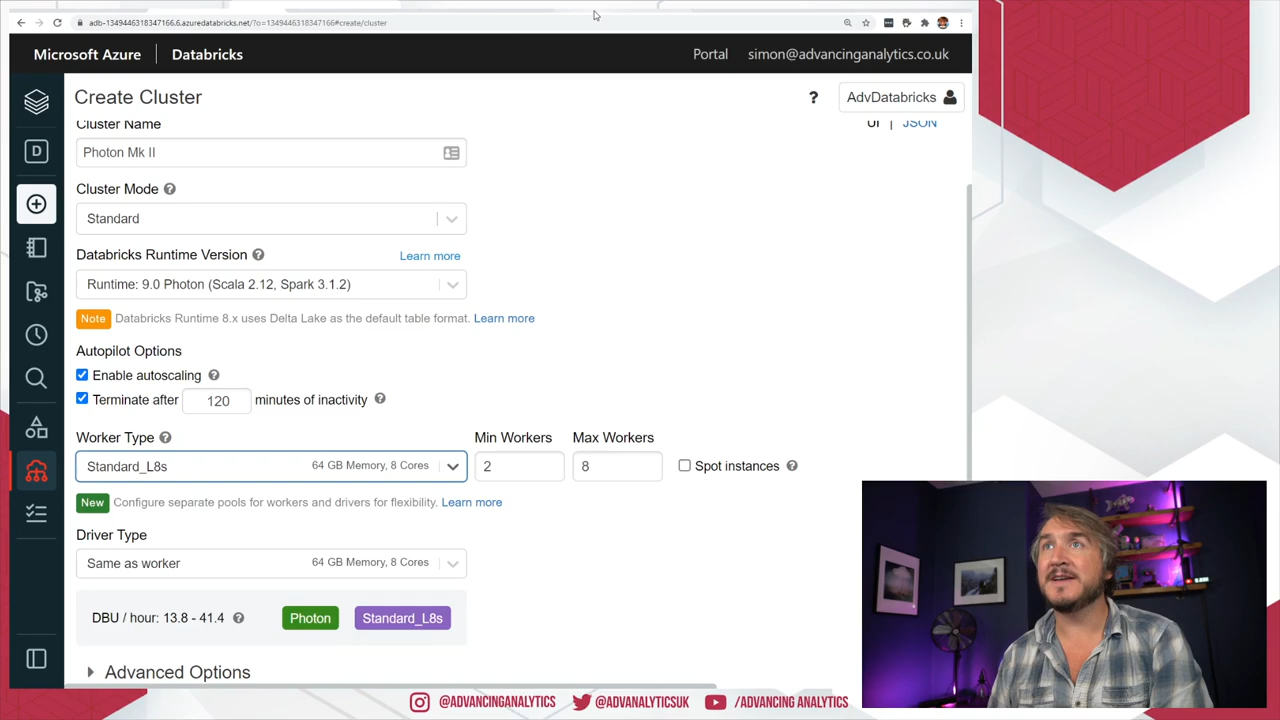 adb-1349446318347166.6.azuredatabricks.net/?o=1349446318347166#create/cluster
Microsoft Azure | Databricks
Portal simon@advancinganalytics.co.uk
Create Cluster
? AdvDatabricks
Cluster Name
UI | JSON
Photon Mk II
Cluster Mode ?
Standard
Databricks Runtime Version ? Learn more
Runtime: 9.0 Photon (Scala 2.12, Spark 3.1.2)
Note Databricks Runtime 8.x uses Delta Lake as the default table format. Learn more
Autopilot Options
Enable autoscaling ?
Terminate after 120 minutes of inactivity ?
Worker Type ? Min Workers Max Workers
Standard_L8s 64 GB Memory, 8 Cores 2 8 Spot instances ?
New Configure separate pools for workers and drivers for flexibility. Learn more
Driver Type
Same as worker 64 GB Memory, 8 Cores
DBU / hour: 13.8 - 41.4 ? Photon Standard_L8s
Advanced Options
D
@ADVANCINGANALYTICS @ADVANALYTICSUK /ADVANCING ANALYTICS